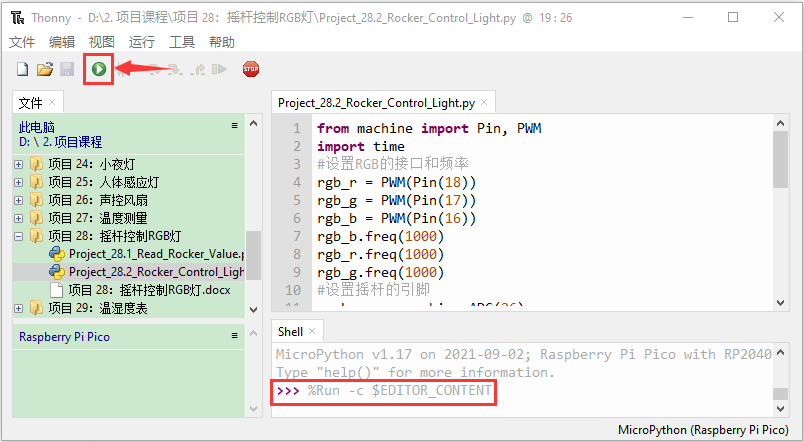 Thonny - D:\2. 项目课程\项目 28：摇杆控制RGB灯\Project_28.2_Rocker_Control_Light.py @ 19 : 26
文件 编辑 视图 运行 工具 帮助
STOP
文件
此电脑
D: \ 2. 项目课程
项目 24：小夜灯
项目 25：人体感应灯
项目 26：声控风扇
项目 27：温度测量
项目 28：摇杆控制RGB灯
Project_28.1_Read_Rocker_Value.p
Project_28.2_Rocker_Control_Ligh
项目 28：摇杆控制RGB灯.docx
项目 29：温湿度表
Raspberry Pi Pico
Project_28.2_Rocker_Control_Light.py
1 from machine import Pin, PWM
2 import time
3 #设置RGB的接口和频率
4 rgb_r = PWM(Pin(18))
5 rgb_g = PWM(Pin(17))
6 rgb_b = PWM(Pin(16))
7 rgb_b.freq(1000)
8 rgb_r.freq(1000)
9 rgb_g.freq(1000)
10 #设置摇杆的引脚
11
Shell
MicroPython v1.17 on 2021-09-02; Raspberry Pi Pico with RP2040
Type "help()" for more information.
>>> %Run -c $EDITOR_CONTENT
MicroPython (Raspberry Pi Pico)